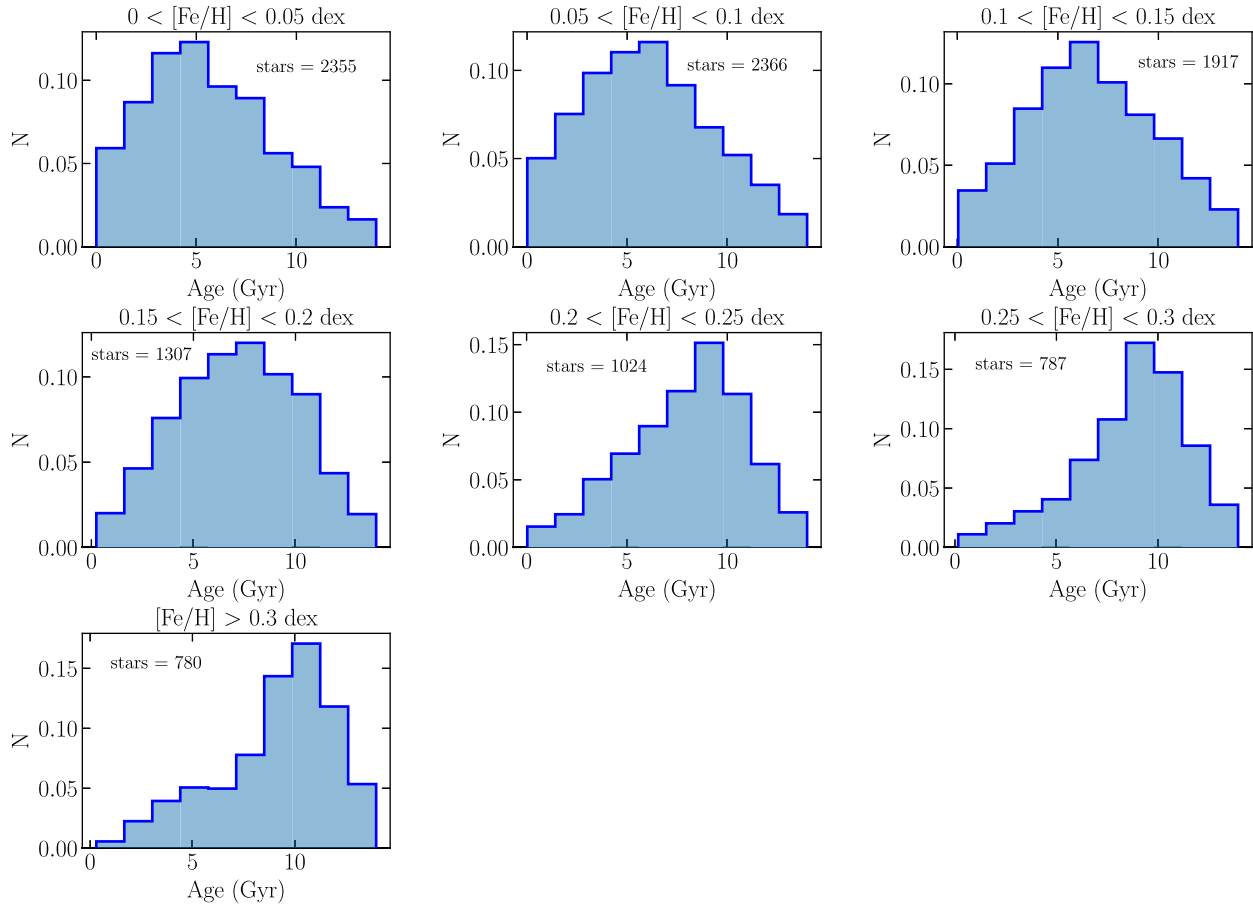 0 < [Fe/H] < 0.05 dex
stars = 2355
N
0.10
0.05
0.00
0 5 10
Age (Gyr)
0.05 < [Fe/H] < 0.1 dex
stars = 2366
N
0.10
0.05
0.00
0 5 10
Age (Gyr)
0.1 < [Fe/H] < 0.15 dex
stars = 1917
N
0.10
0.05
0.00
0 5 10
Age (Gyr)
0.15 < [Fe/H] < 0.2 dex
stars = 1307
N
0.10
0.05
0.00
0 5 10
Age (Gyr)
0.2 < [Fe/H] < 0.25 dex
stars = 1024
N
0.15
0.10
0.05
0.00
0 5 10
Age (Gyr)
0.25 < [Fe/H] < 0.3 dex
stars = 787
N
0.15
0.10
0.05
0.00
0 5 10
Age (Gyr)
[Fe/H] > 0.3 dex
stars = 780
N
0.15
0.10
0.05
0.00
0 5 10
Age (Gyr)